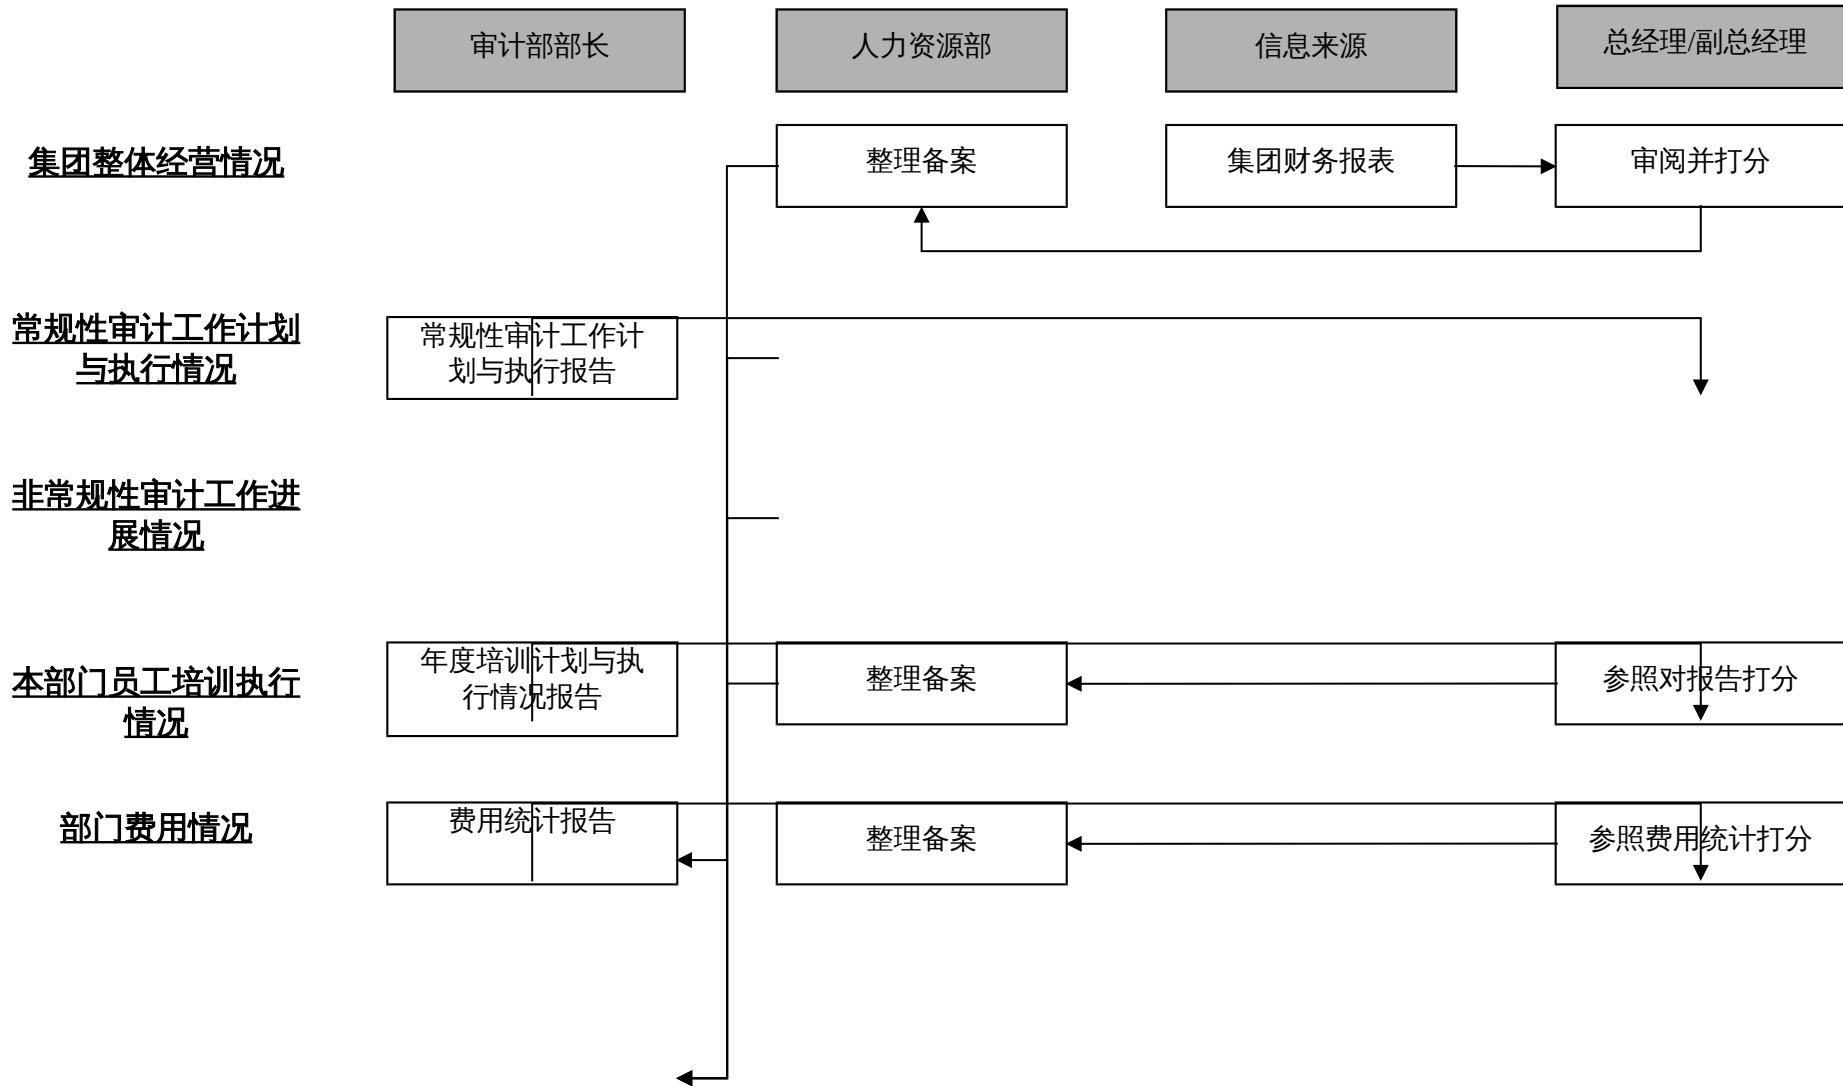 审计部部长
人力资源部
信息来源
总经理/副总经理
集团整体经营情况
整理备案
集团财务报表
审阅并打分
常规性审计工作计划
与执行情况
常规性审计工作计
划与执行报告
非常规性审计工作进
展情况
本部门员工培训执行
情况
年度培训计划与执
行情况报告
整理备案
参照对报告打分
部门费用情况
费用统计报告
整理备案
参照费用统计打分